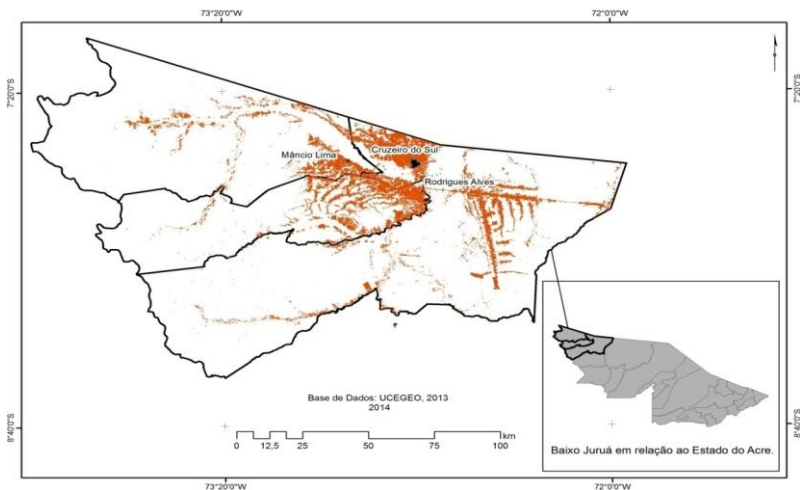 73°20'0"W
72°0'0"W
7°20'0"S
7°20'0"S
Cruzeiro do Sul
Mâncio Lima
Rodrigues Alves
Base de Dados: UCEGEO, 2013
2014
km
0 12,5 25 50 75 100
Baixo Juruá em relação ao Estado do Acre.
8°40'0"S
8°40'0"S
73°20'0"W
72°0'0"W